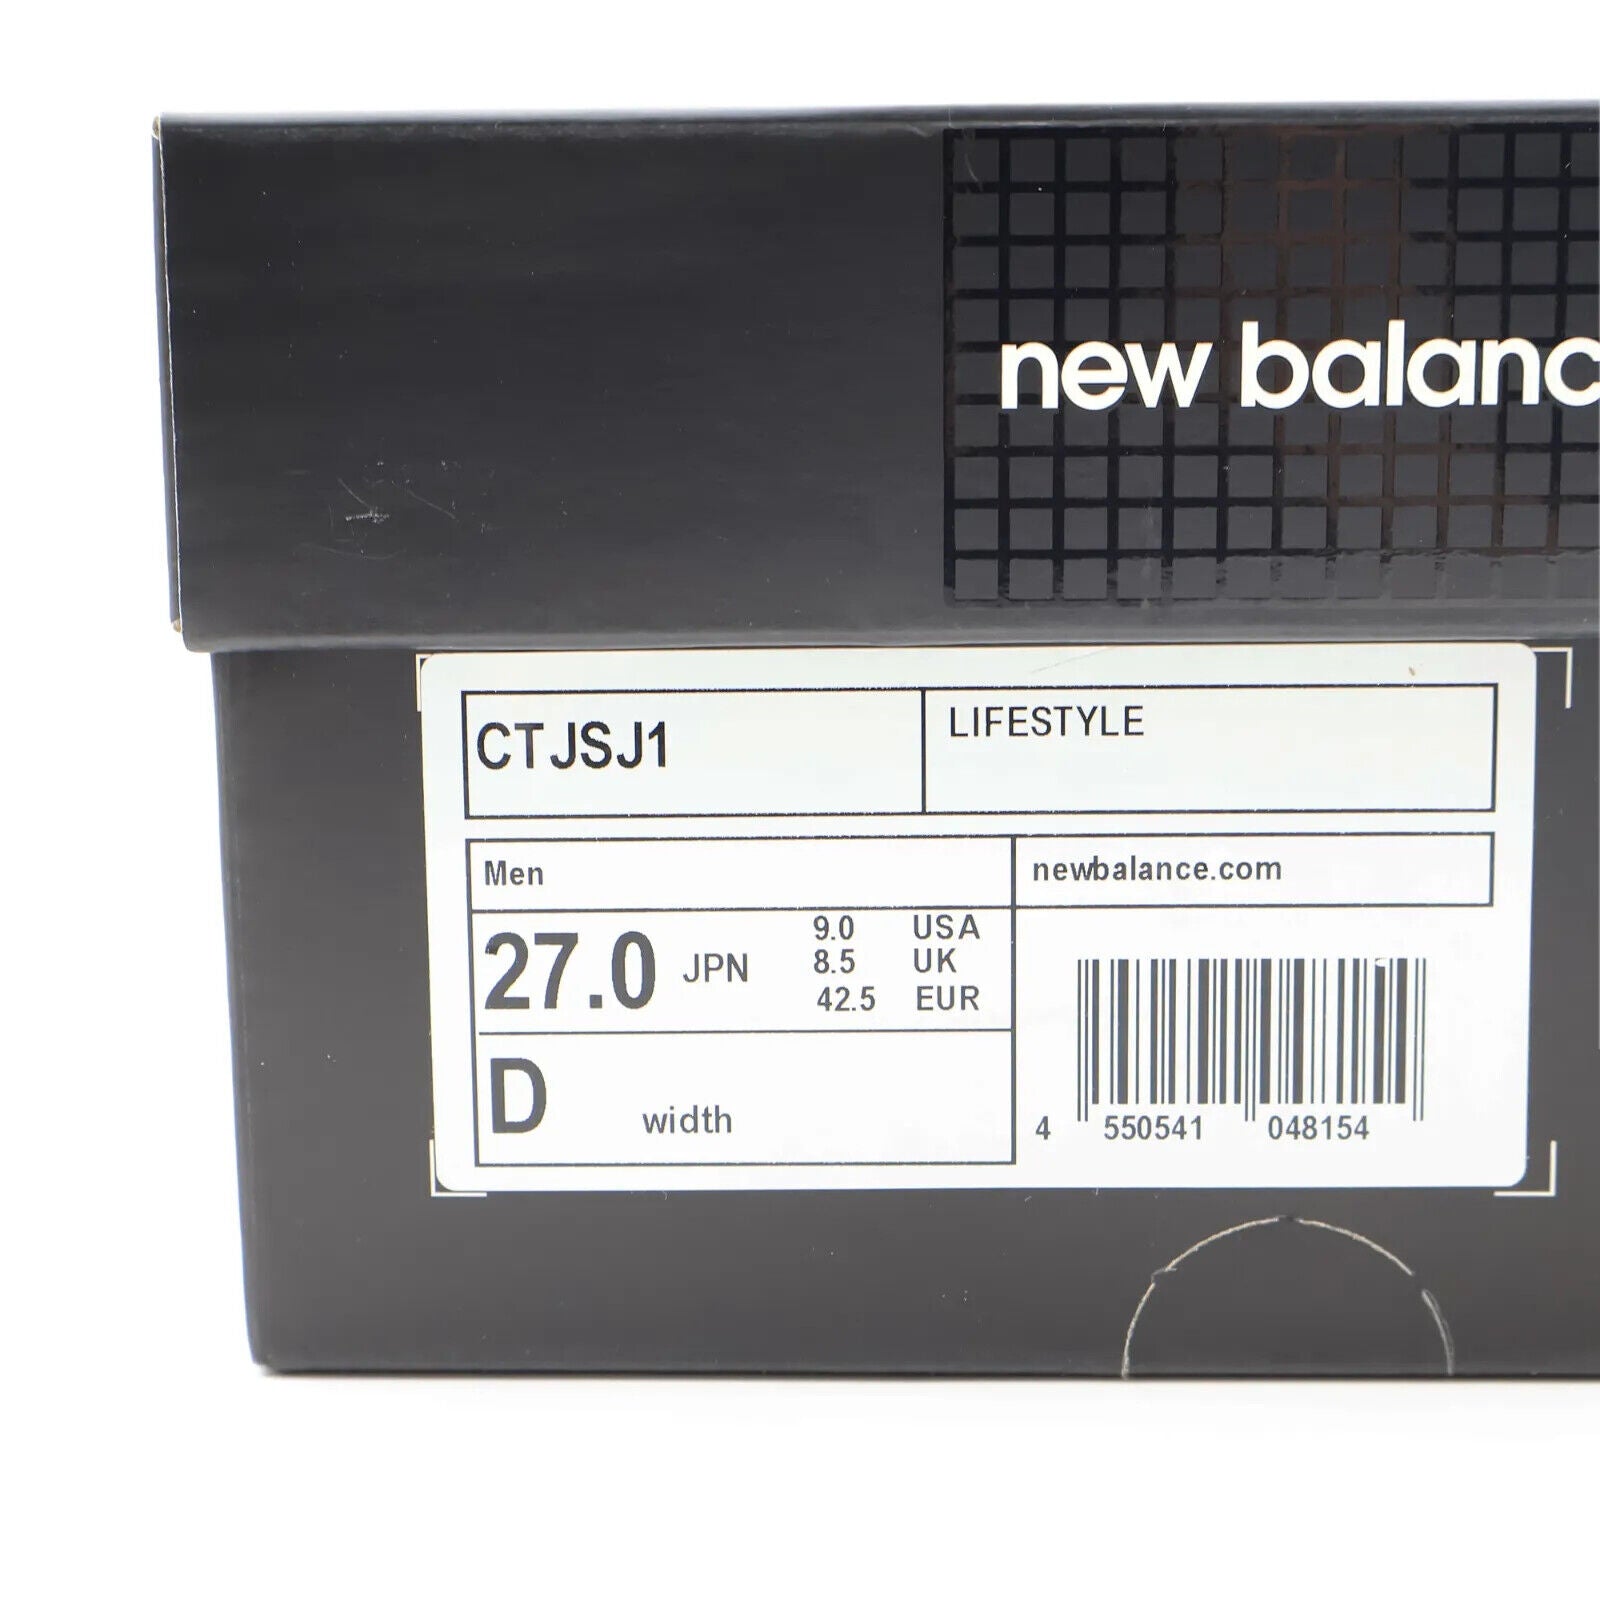 new balanc
CTJSJ1
LIFESTYLE
Men
newbalance.com
27.0 JPN
9.0 USA
8.5 UK
42.5 EUR
D width
4 550541 048154